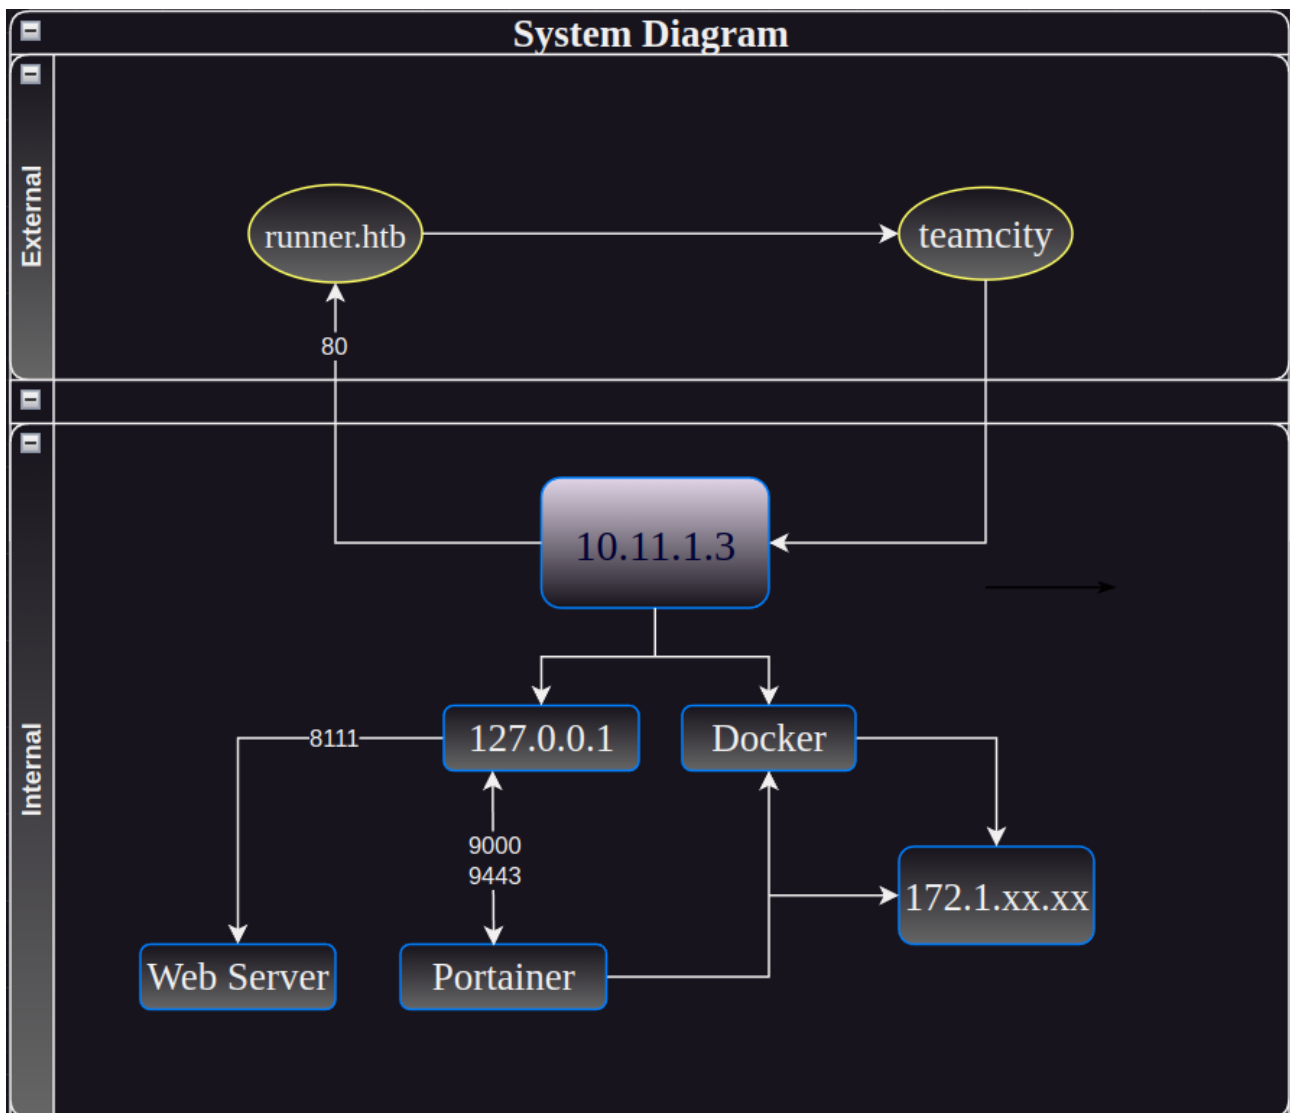 System Diagram
External
runner.htb
teamcity
80
Internal
10.11.1.3
127.0.0.1
Docker
8111
9000
9443
172.1.xx.xx
Web Server
Portainer